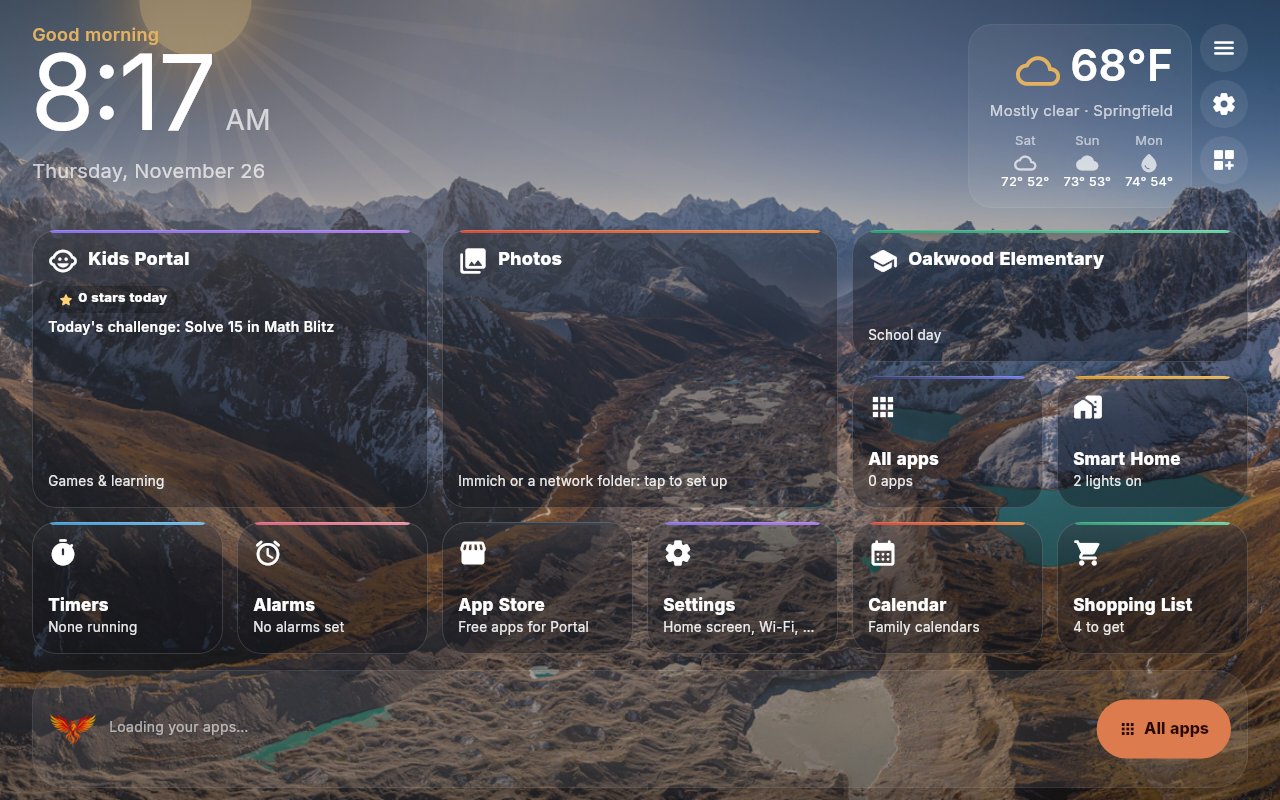 Good morning
8:17 AM
Thursday, November 26
68°F
Mostly clear · Springfield
Sat Sun Mon
72° 52° 73° 53° 74° 54°
Kids Portal
0 stars today
Today's challenge: Solve 15 in Math Blitz
Games & learning
Photos
Immich or a network folder: tap to set up
Oakwood Elementary
School day
All apps
0 apps
Smart Home
2 lights on
Timers
None running
Alarms
No alarms set
App Store
Free apps for Portal
Settings
Home screen, Wi-Fi, ...
Calendar
Family calendars
Shopping List
4 to get
Loading your apps...
All apps